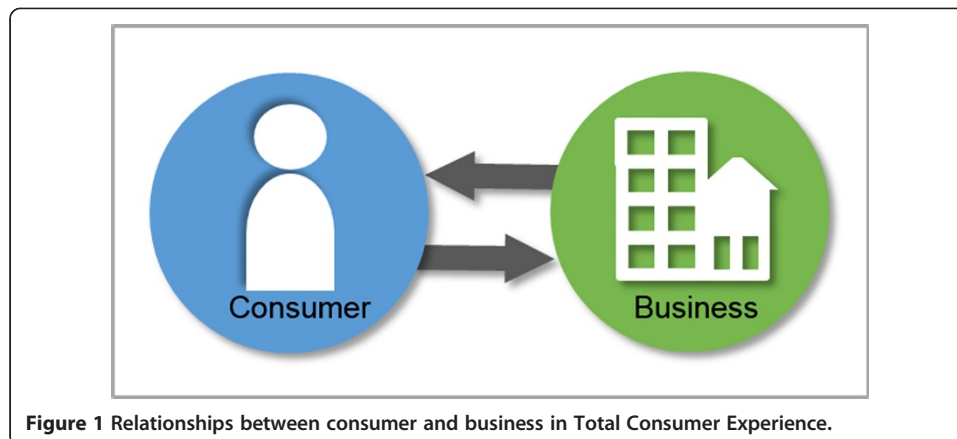 Consumer
Business
Figure 1 Relationships between consumer and business in Total Consumer Experience.